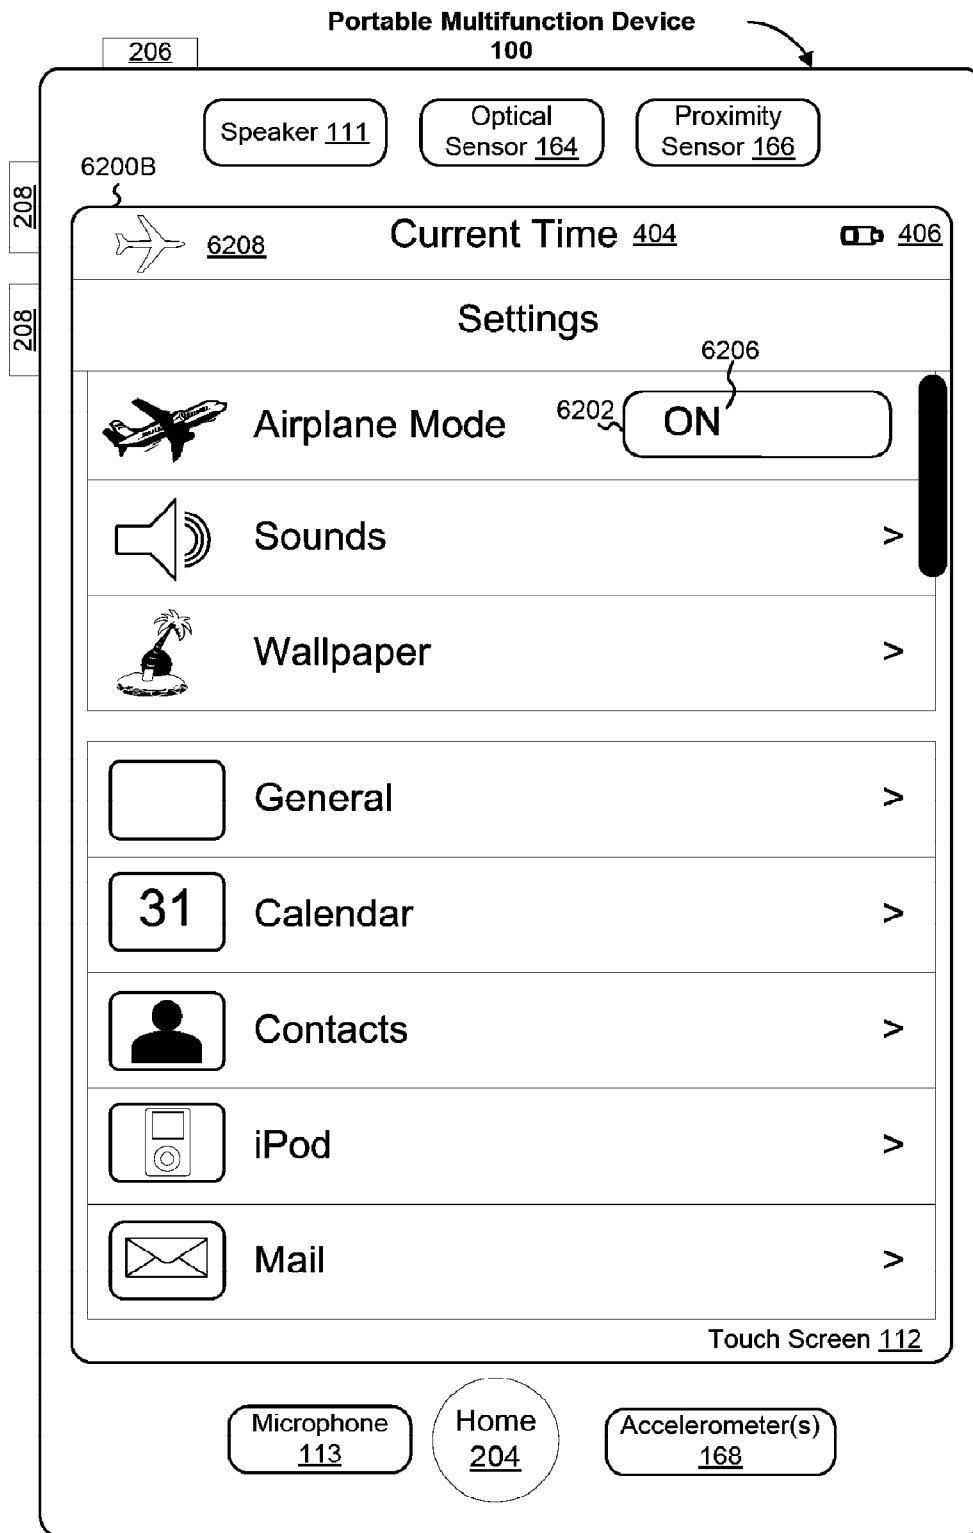 Portable Multifunction Device
100
206
Speaker 111
Optical
Sensor 164
Proximity
Sensor 166
6200B
208
6208
Current Time 404
406
208
Settings
6206
Airplane Mode
6202
ON
Sounds
>
Wallpaper
>
General
>
31
Calendar
>
Contacts
>
iPod
>
Mail
>
Touch Screen 112
Microphone
113
Home
204
Accelerometer(s)
168